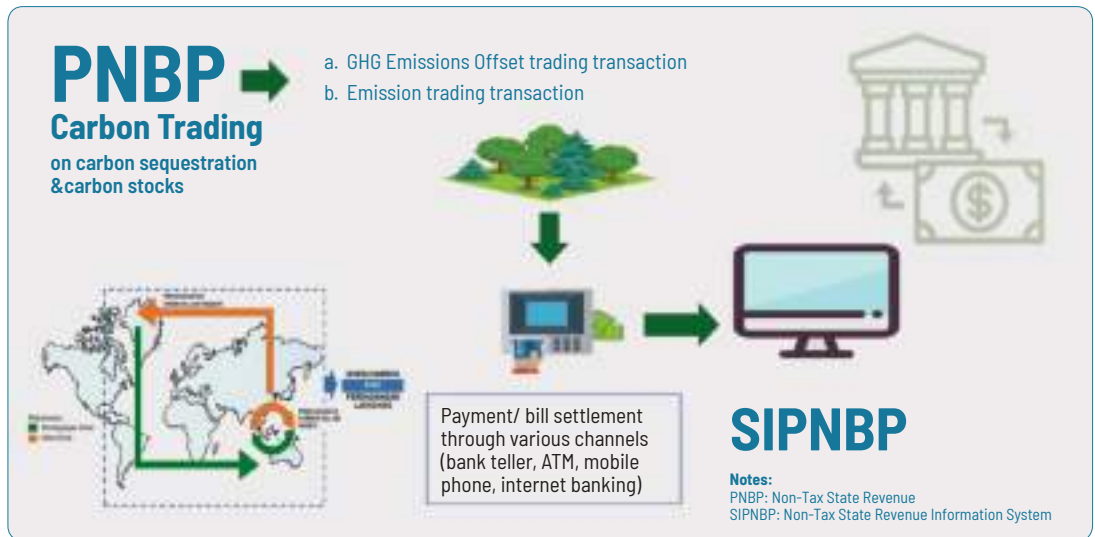 PNBP
Carbon Trading
on carbon sequestration
&carbon stocks
a. GHG Emissions Offset trading transaction
b. Emission trading transaction
Payment/ bill settlement
through various channels
(bank teller, ATM, mobile
phone, internet banking)
SIPNBP
Notes:
PNBP: Non-Tax State Revenue
SIPNBP: Non-Tax State Revenue Information System